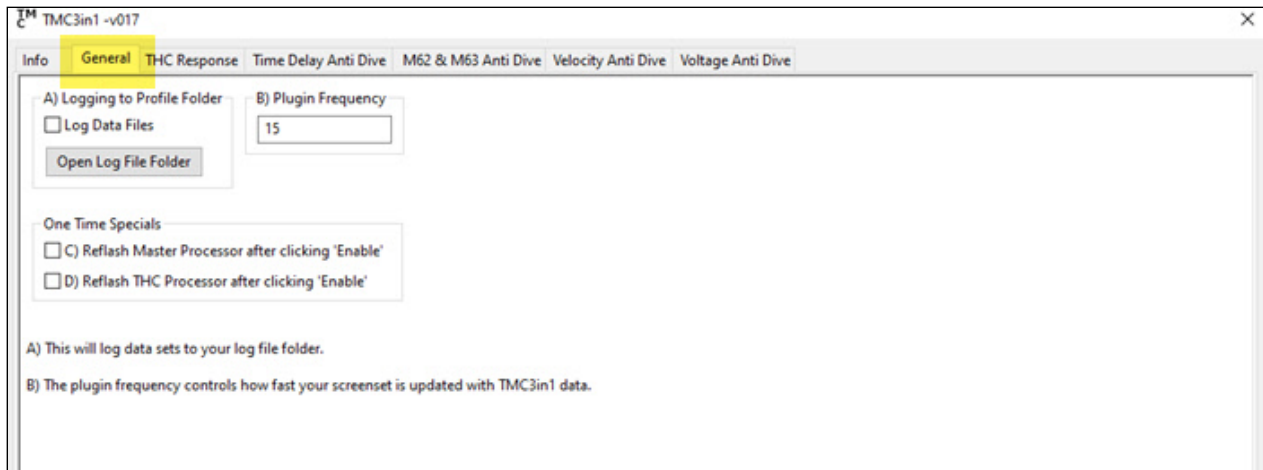 TMC TMC3in1 -v017
Info General THC Response Time Delay Anti Dive M62 & M63 Anti Dive Velocity Anti Dive Voltage Anti Dive
A) Logging to Profile Folder B) Plugin Frequency
Log Data Files
15
Open Log File Folder
One Time Specials
C) Reflash Master Processor after clicking 'Enable'
D) Reflash THC Processor after clicking 'Enable'
A) This will log data sets to your log file folder.
B) The plugin frequency controls how fast your screenset is updated with TMC3in1 data.